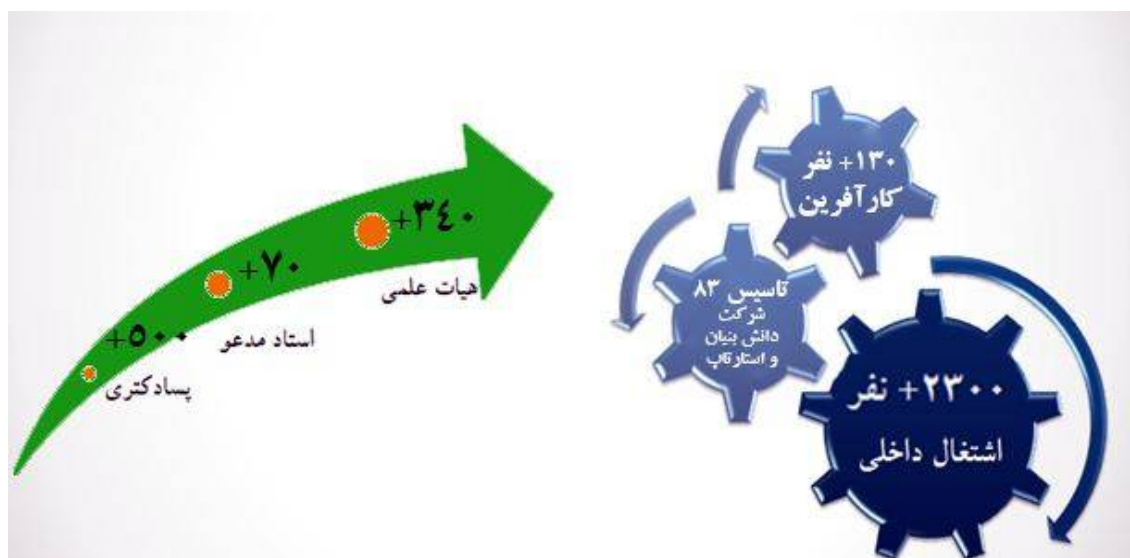 +۱۳۰ نفر
کارآفرین
تاسیس ۸۳
شرکت
دانش بنیان
و استارتاپ
+۲۳۰۰ نفر
اشتغال داخلی
+۳٤۰
هیات علمی
+۷۰
استاد مدعو
+۵۰۰
پسادکتری